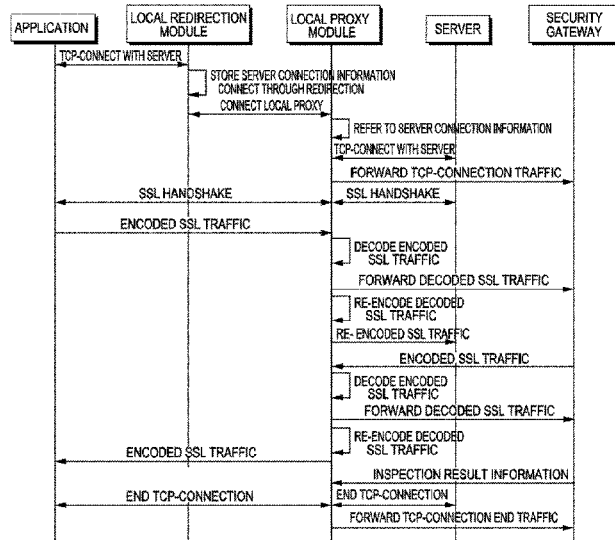 APPLICATION
LOCAL REDIRECTION
MODULE
LOCAL PROXY
MODULE
SERVER
SECURITY
GATEWAY
TCP-CONNECT WITH SERVER
STORE SERVER CONNECTION INFORMATION
CONNECT THROUGH REDIRECTION
CONNECT LOCAL PROXY
REFER TO SERVER CONNECTION INFORMATION
TCP-CONNECT WITH SERVER
FORWARD TCP-CONNECTION TRAFFIC
SSL HANDSHAKE
SSL HANDSHAKE
ENCODED SSL TRAFFIC
DECODE ENCODED
SSL TRAFFIC
FORWARD DECODED SSL TRAFFIC
RE-ENCODE DECODED
SSL TRAFFIC
RE- ENCODED SSL TRAFFIC
ENCODED SSL TRAFFIC
DECODE ENCODED
SSL TRAFFIC
FORWARD DECODED SSL TRAFFIC
RE-ENCODE DECODED
SSL TRAFFIC
ENCODED SSL TRAFFIC
INSPECTION RESULT INFORMATION
END TCP-CONNECTION
END TCP-CONNECTION
FORWARD TCP-CONNECTION END TRAFFIC